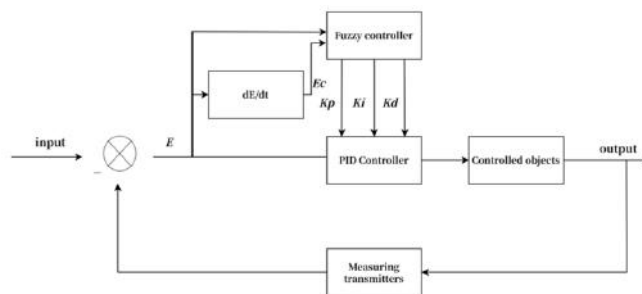 Fuzzy controller
Ec
dE/dt
Kp Ki Kd
input
E
PID Controller
Controlled objects
output
Measuring
transmitters